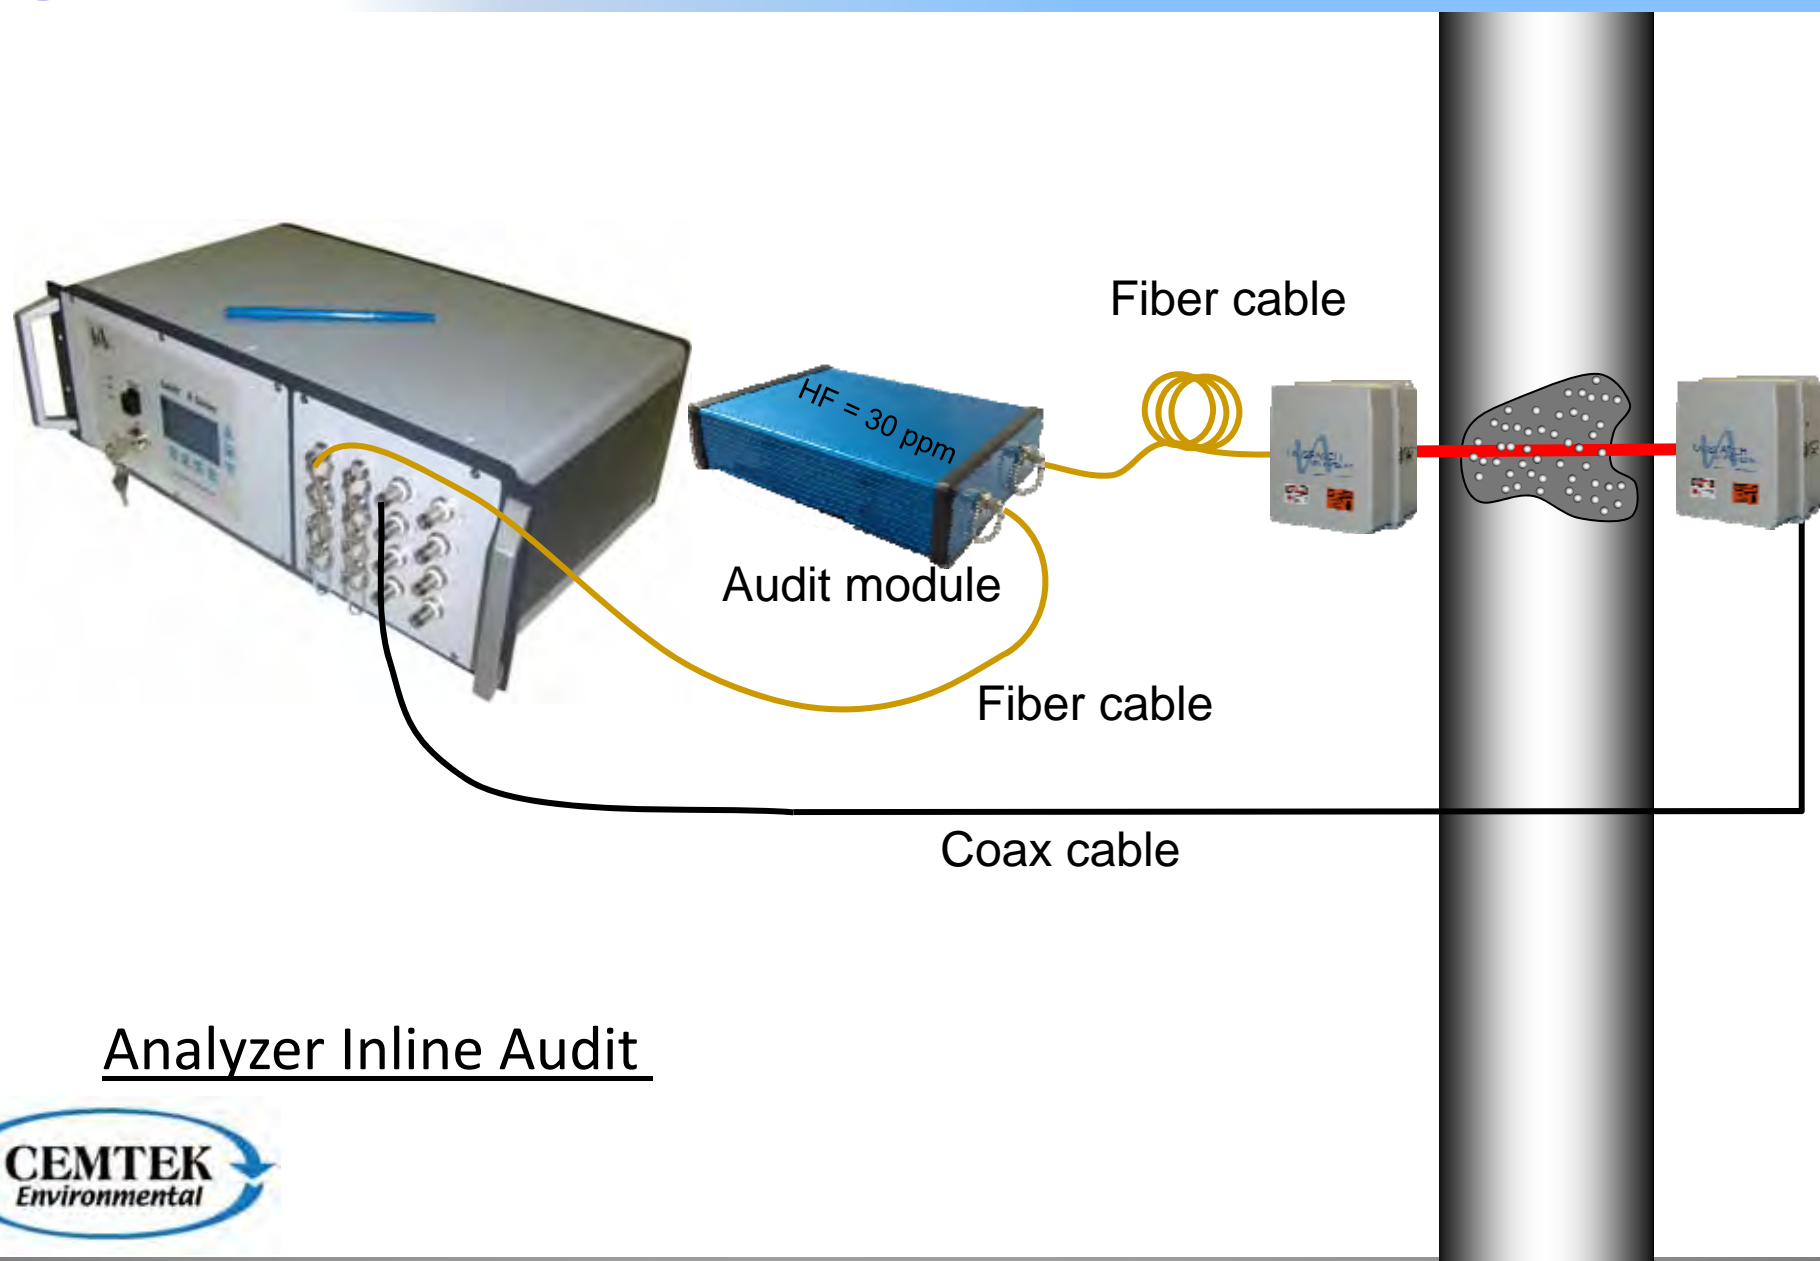 Fiber cable
HF = 30 ppm
Audit module
Fiber cable
Coax cable
Analyzer Inline Audit
CEMTEK
Environmental